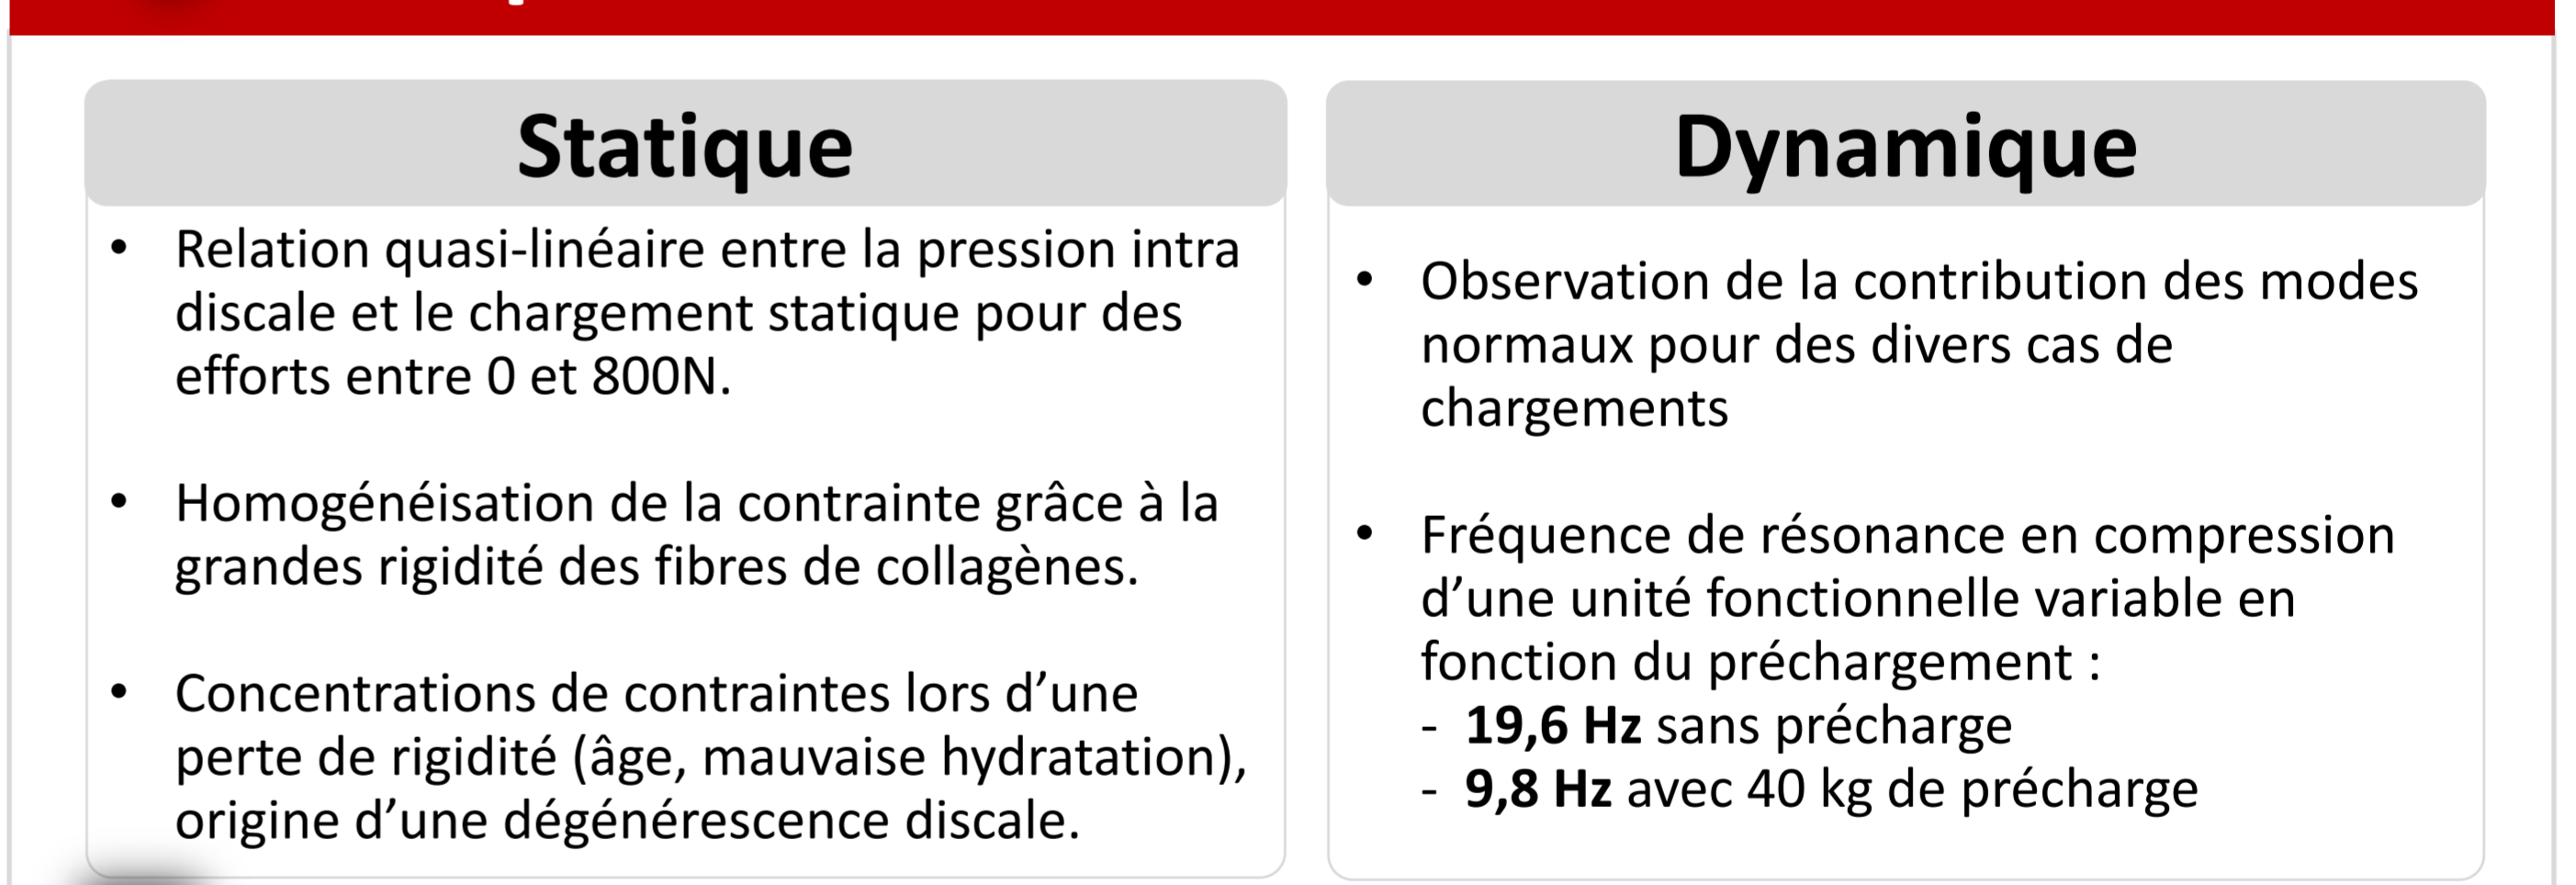 Statique
• Relation quasi-linéaire entre la pression intra
discale et le chargement statique pour des
efforts entre 0 et 800N.
• Homogénéisation de la contrainte grâce à la
grandes rigidité des fibres de collagènes.
• Concentrations de contraintes lors d’une
perte de rigidité (âge, mauvaise hydratation),
origine d’une dégénérescence discale.
Dynamique
• Observation de la contribution des modes
normaux pour des divers cas de
chargements
• Fréquence de résonance en compression
d’une unité fonctionnelle variable en
fonction du préchargement :
- 19,6 Hz sans précharge
- 9,8 Hz avec 40 kg de précharge